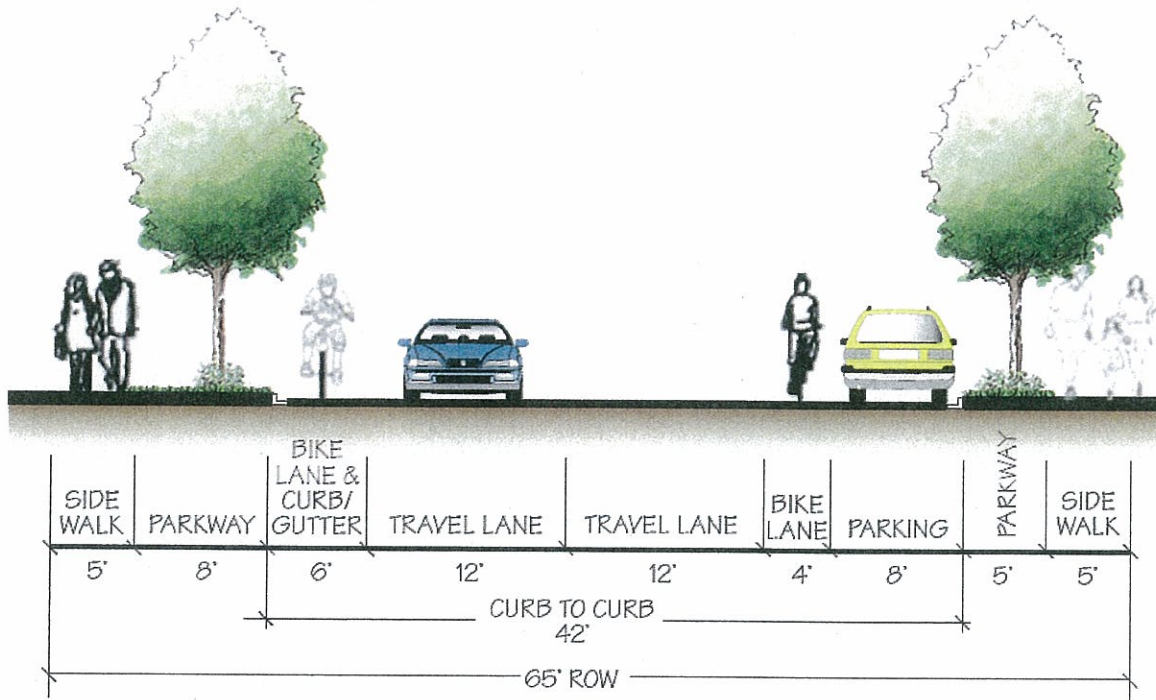 SIDE
WALK
PARKWAY
BIKE
LANE &
CURB/
GUTTER
TRAVEL LANE
TRAVEL LANE
BIKE
LANE
PARKING
PARKWAY
SIDE
WALK
5'
8'
6'
12'
12'
4'
8'
5'
5'
CURB TO CURB
42'
65' ROW